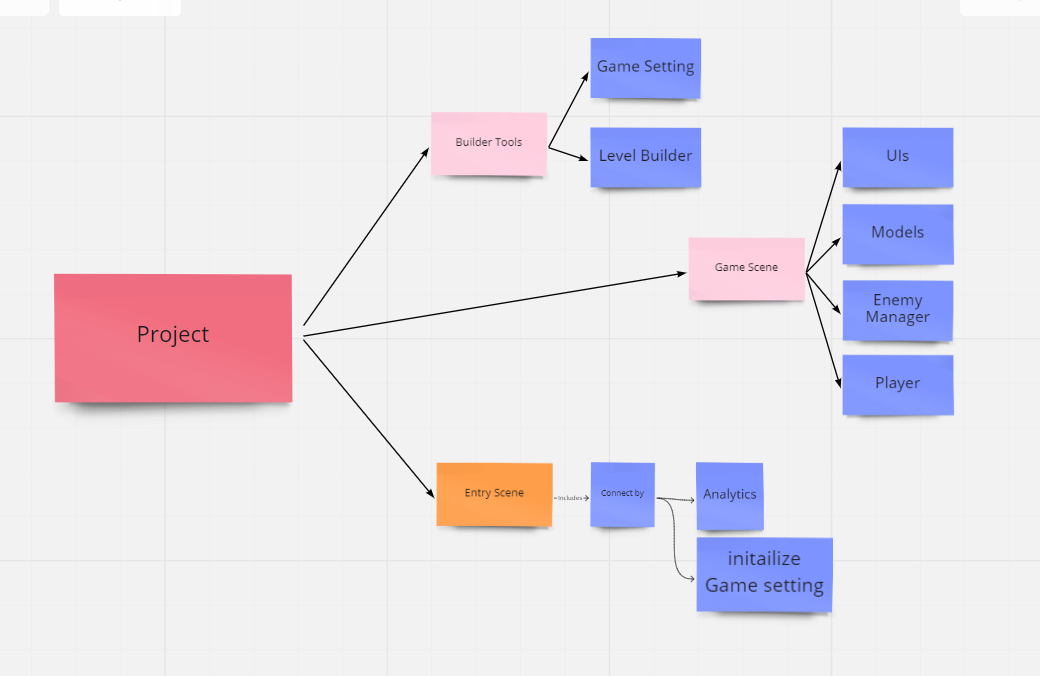 Game Setting
Builder Tools
Level Builder
UIs
Models
Game Scene
Enemy
Manager
Project
Player
Entry Scene
Includes
Connect by
Analytics
initailize
Game setting